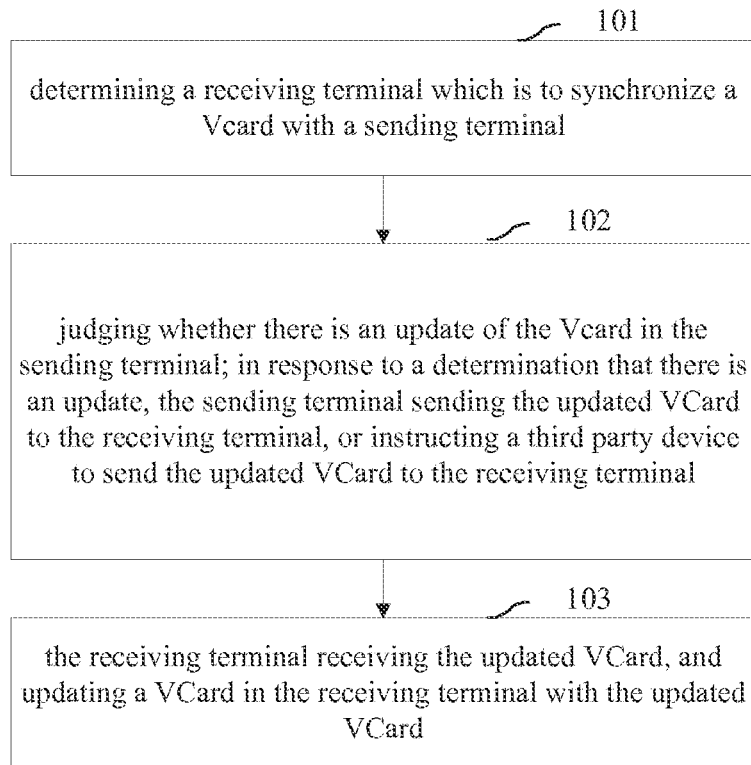 101
determining a receiving terminal which is to synchronize a
Vcard with a sending terminal
102
judging whether there is an update of the Vcard in the
sending terminal; in response to a determination that there is
an update, the sending terminal sending the updated VCard
to the receiving terminal, or instructing a third party device
to send the updated VCard to the receiving terminal
103
the receiving terminal receiving the updated VCard, and
updating a VCard in the receiving terminal with the updated
VCard